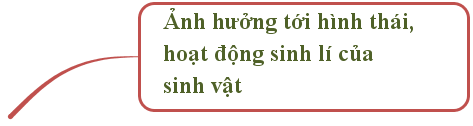 Ảnh hưởng tới hình thái,
hoạt động sinh lí của
sinh vật